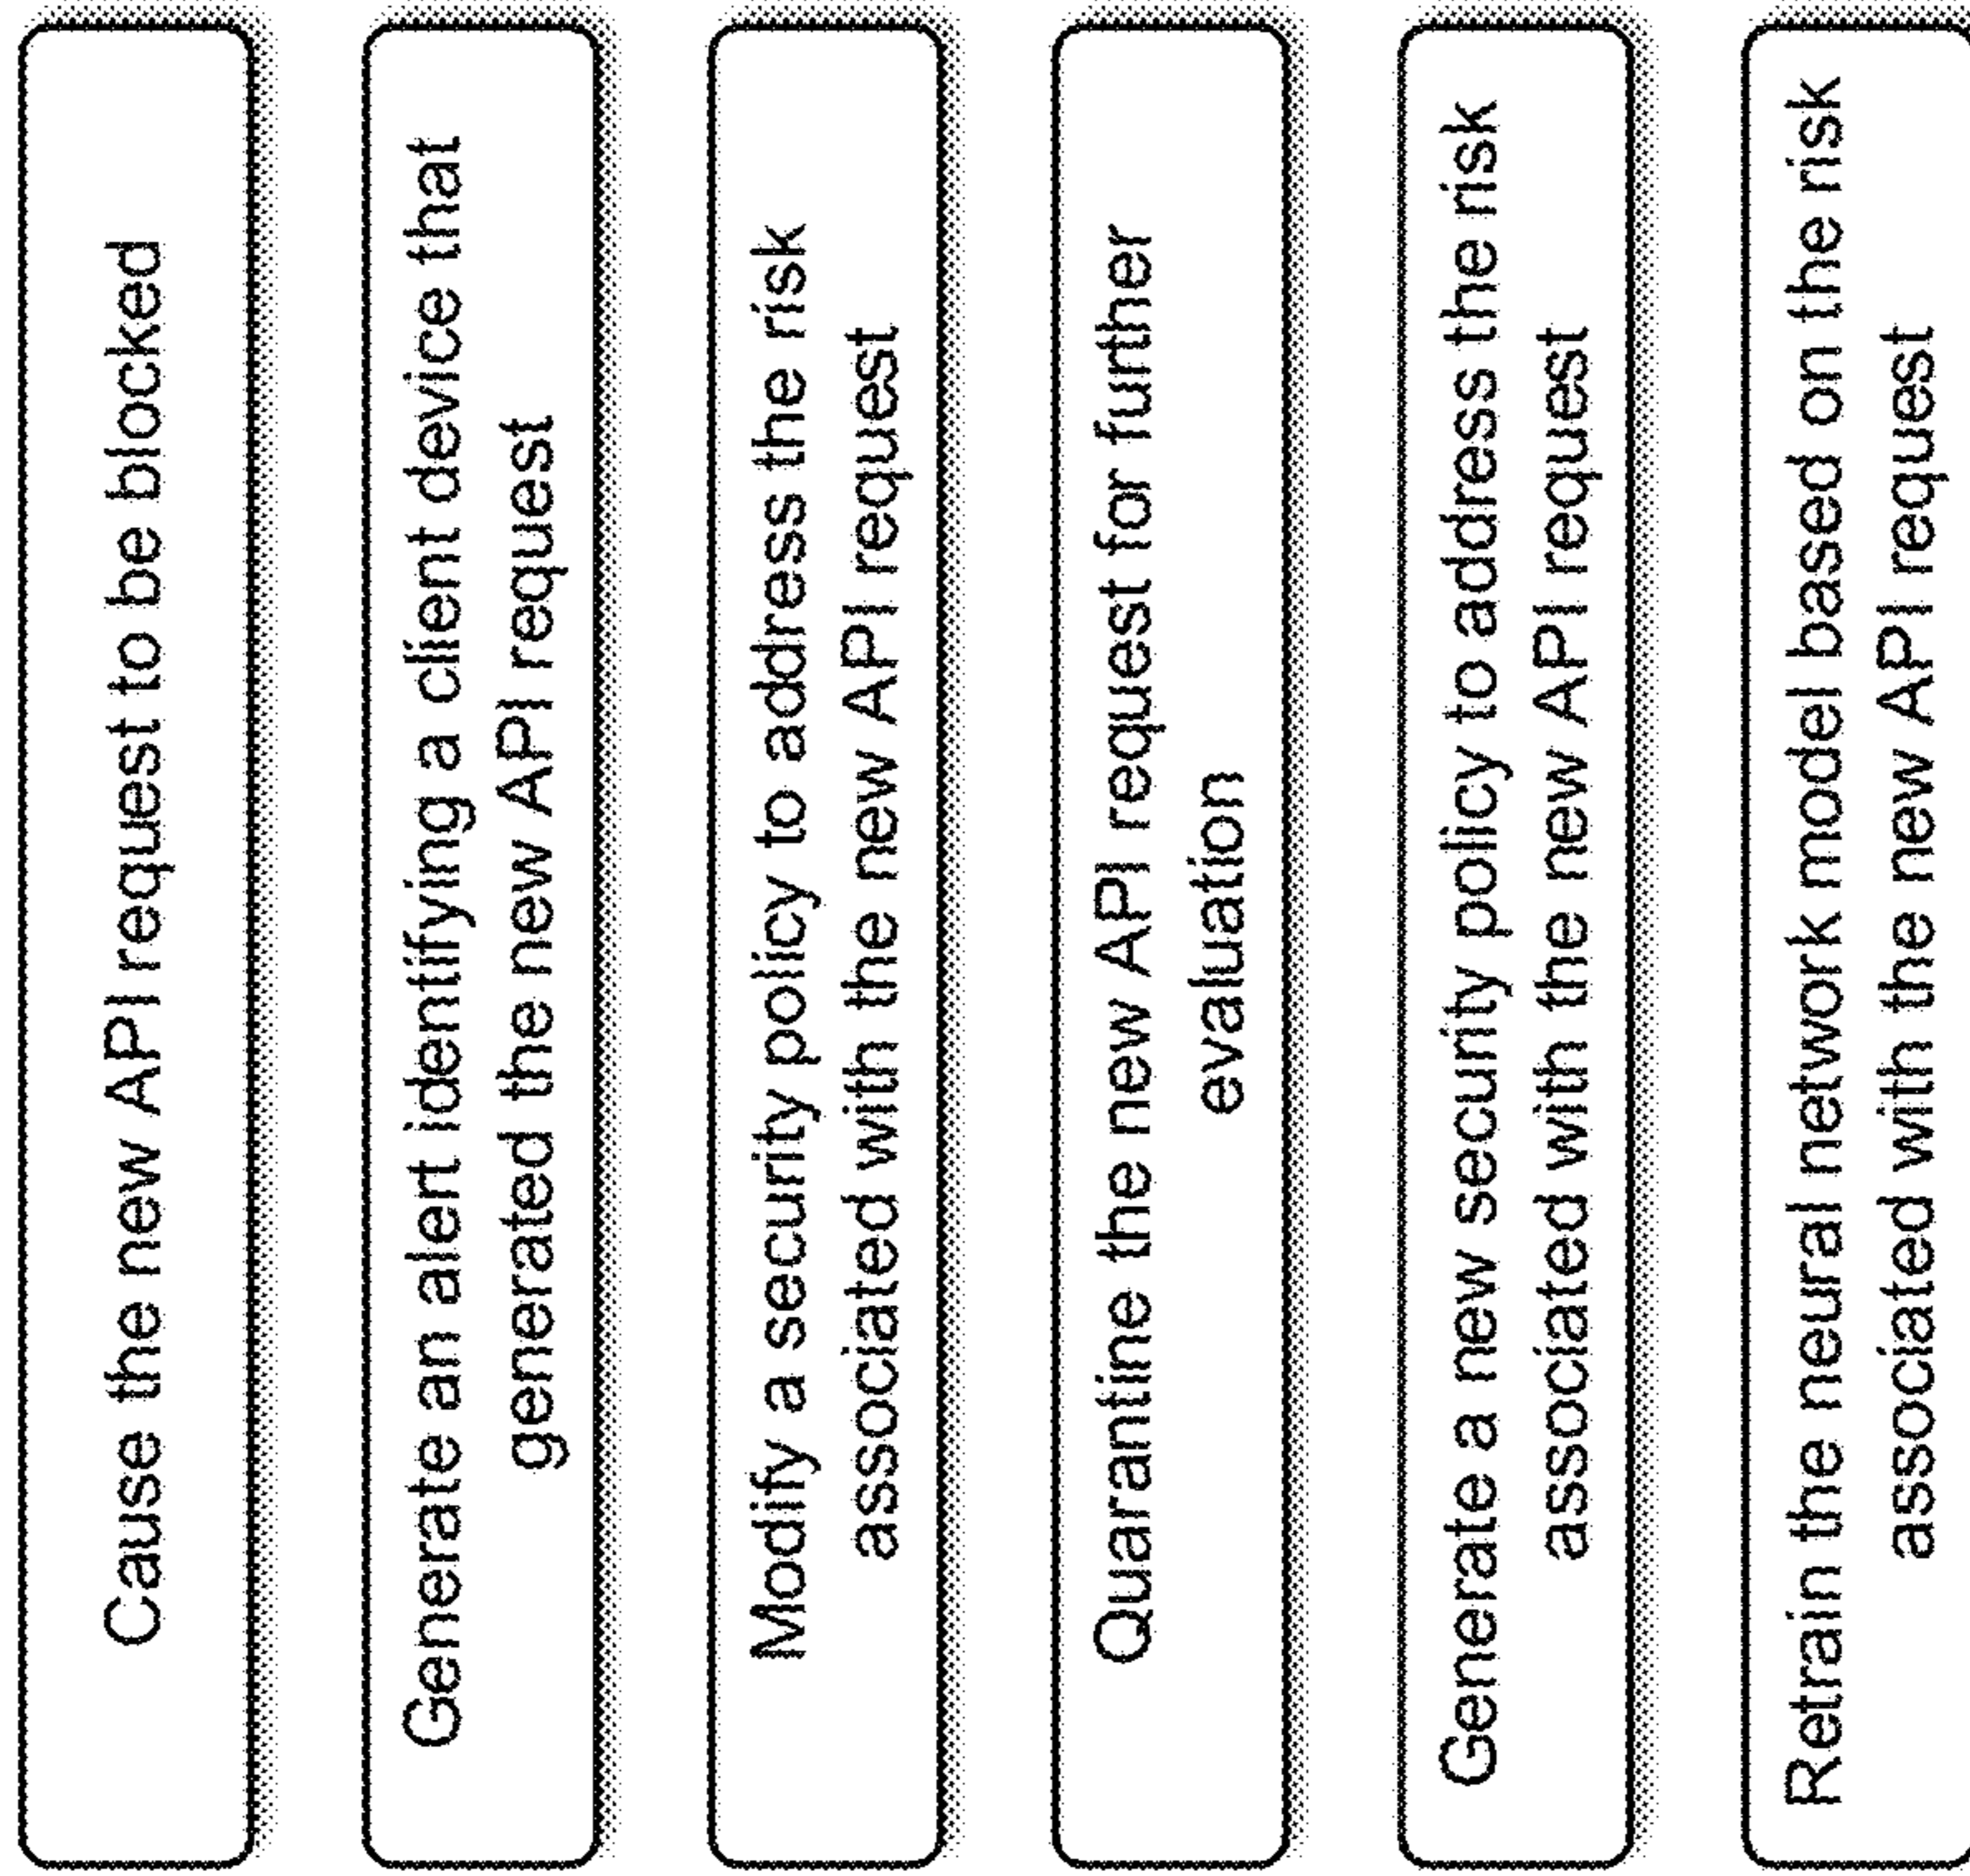 Cause the new API request to be blocked
Generate an alert identifying a client device that
generated the new API request
Modify a security policy to address the risk
associated with the new API request
Quarantine the new API request for further
evaluation
Generate a new security policy to address the risk
associated with the new API request
Retrain the neural network model based on the risk
associated with the new API request